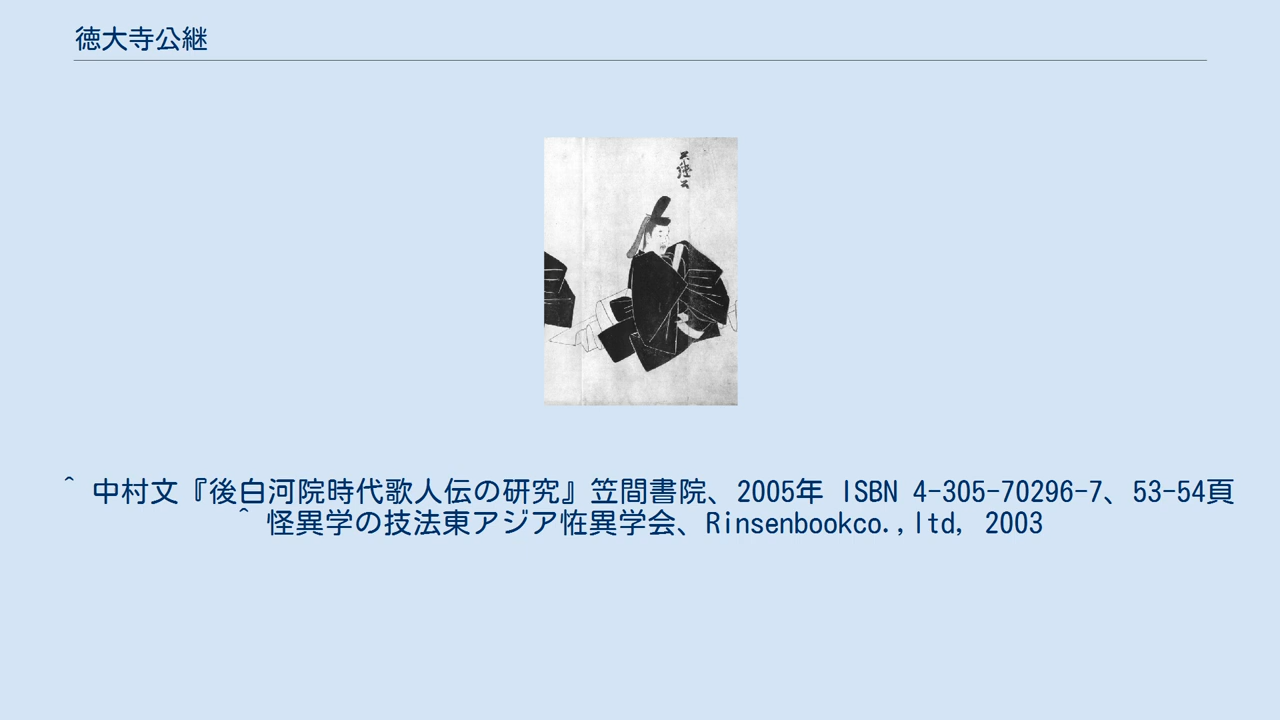 徳大寺公継
^ 中村文『後白河院時代歌人伝の研究』笠間書院、2005年 ISBN 4-305-70296-7、53-54頁
^ 怪異学の技法東アジア恠異学会、Rinsenbookco.,ltd, 2003